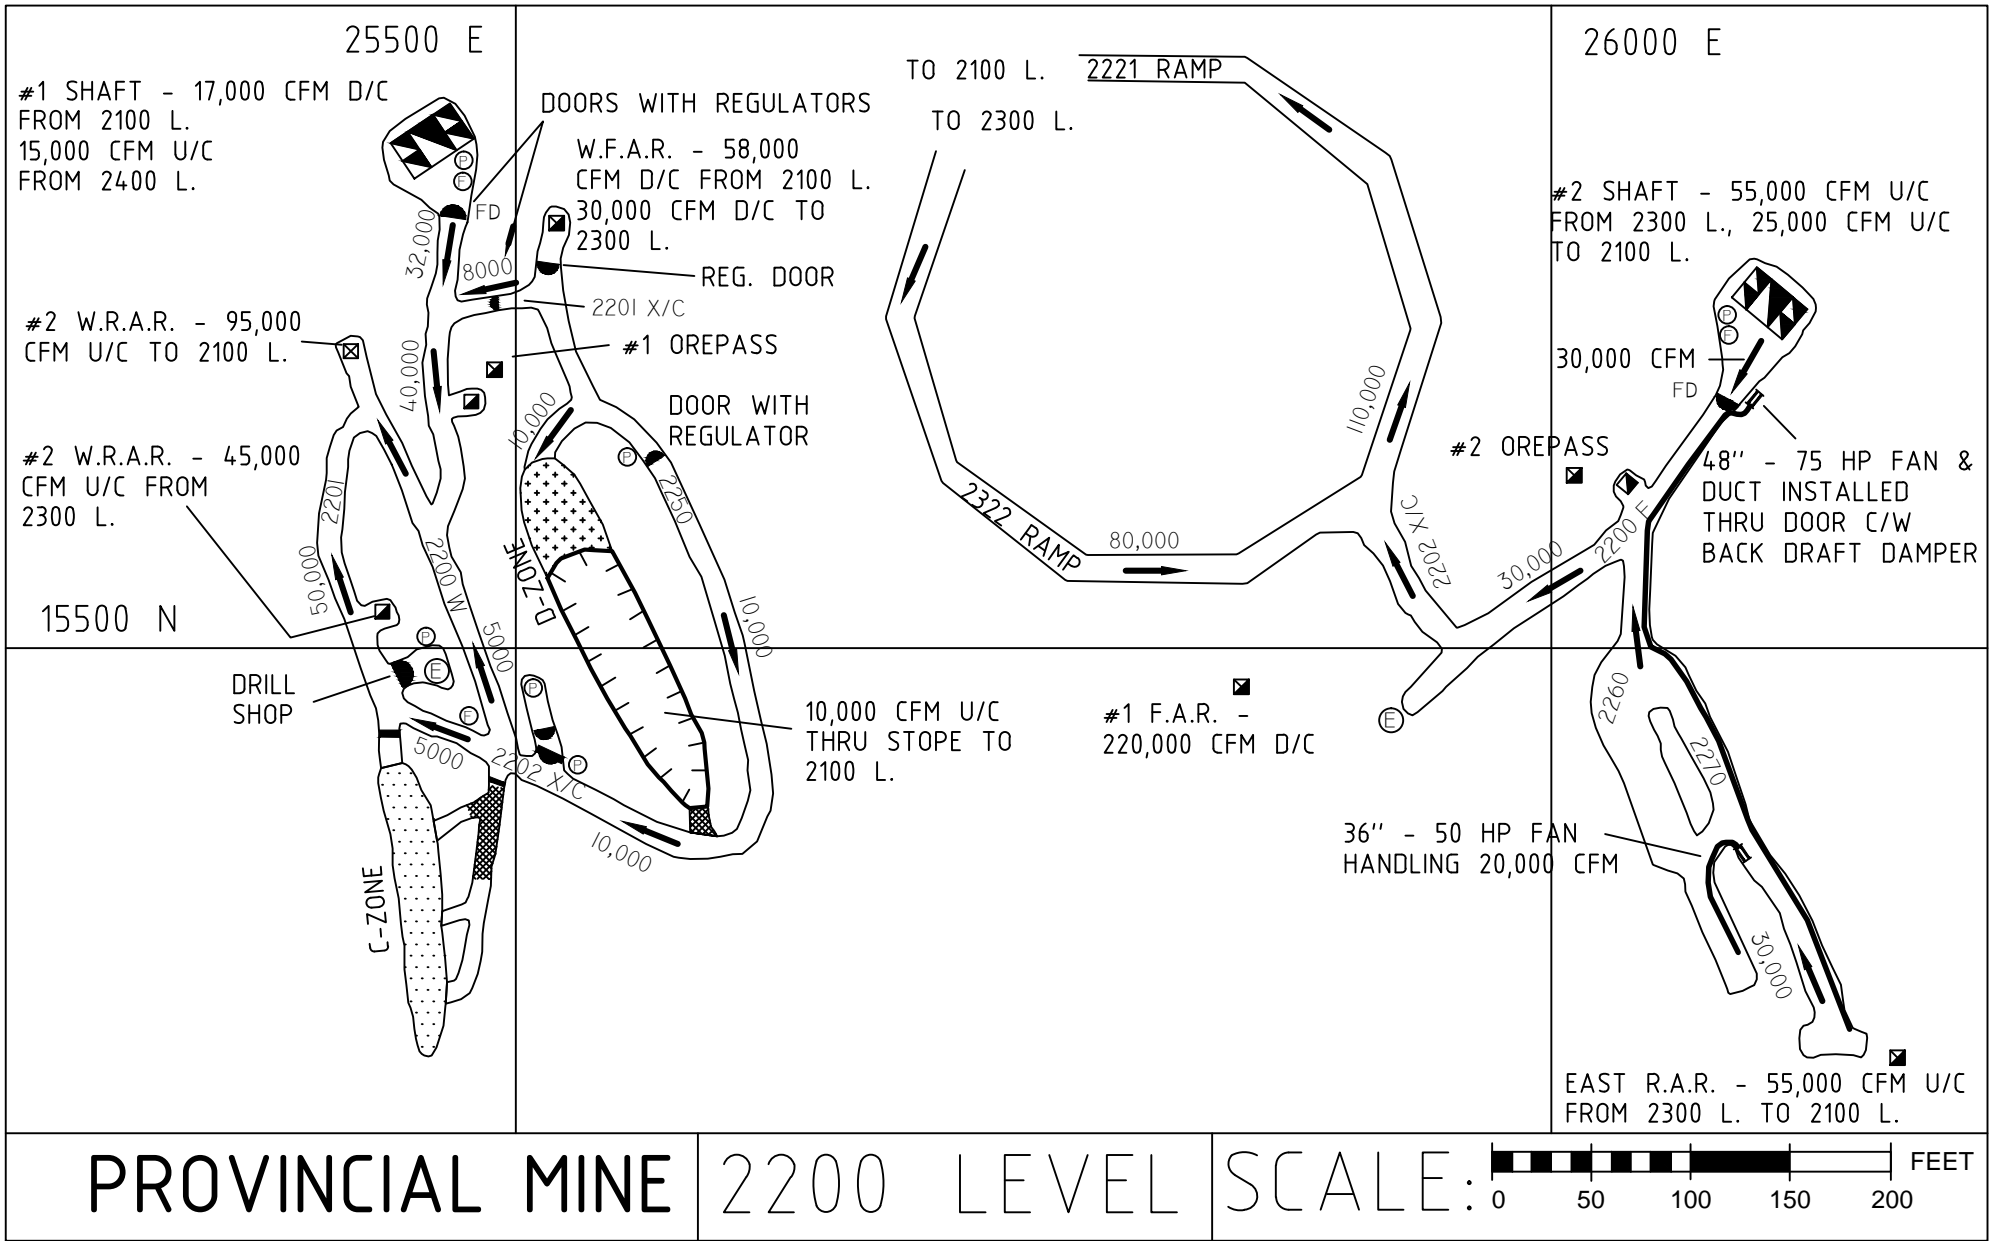 25500 E
26000 E
#1 SHAFT - 17,000 CFM D/C
FROM 2100 L.
15,000 CFM U/C
FROM 2400 L.
DOORS WITH REGULATORS
W.F.A.R. - 58,000
CFM D/C FROM 2100 L.
30,000 CFM D/C TO
2300 L.
TO 2100 L.
2221 RAMP
TO 2300 L.
#2 SHAFT - 55,000 CFM U/C
FROM 2300 L., 25,000 CFM U/C
TO 2100 L.
P
F
FD
32,000
8000
REG. DOOR
2201 X/C
#2 W.R.A.R. - 95,000
CFM U/C TO 2100 L.
#1 OREPASS
40,000
10,000
DOOR WITH
REGULATOR
P
2250
#2 W.R.A.R. - 45,000
CFM U/C FROM
2300 L.
2201
50,000
2200 W
D-ZONE
5000
10,000
15500 N
P
E
DRILL
SHOP
F
P
P
5000
2202 X/C
10,000
C-ZONE
10,000 CFM U/C
THRU STOPE TO
2100 L.
2322 RAMP
80,000
110,000
2202 X/C
#1 F.A.R. -
220,000 CFM D/C
E
P
F
30,000 CFM
FD
#2 OREPASS
48" - 75 HP FAN &
DUCT INSTALLED
THRU DOOR C/W
BACK DRAFT DAMPER
2200 E
30,000
2260
2270
36" - 50 HP FAN
HANDLING 20,000 CFM
30,000
EAST R.A.R. - 55,000 CFM U/C
FROM 2300 L. TO 2100 L.
PROVINCIAL MINE
2200 LEVEL
SCALE:
FEET
0 50 100 150 200